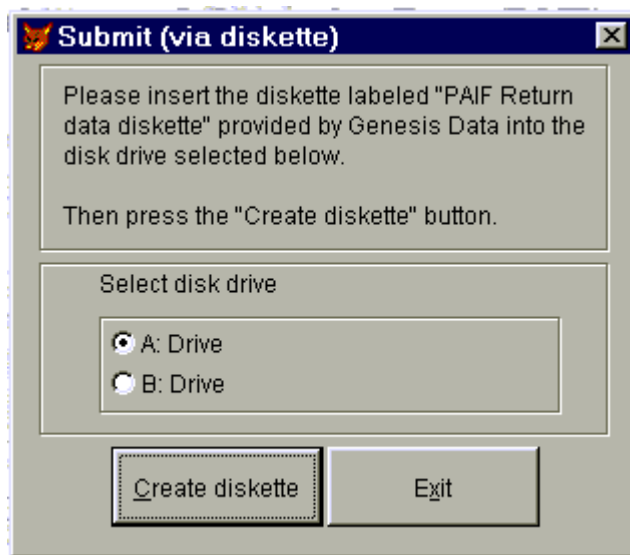 Submit (via diskette)
Please insert the diskette labeled "PAIF Return
data diskette" provided by Genesis Data into the
disk drive selected below.
Then press the "Create diskette" button.
Select disk drive
A: Drive
B: Drive
Create diskette
Exit